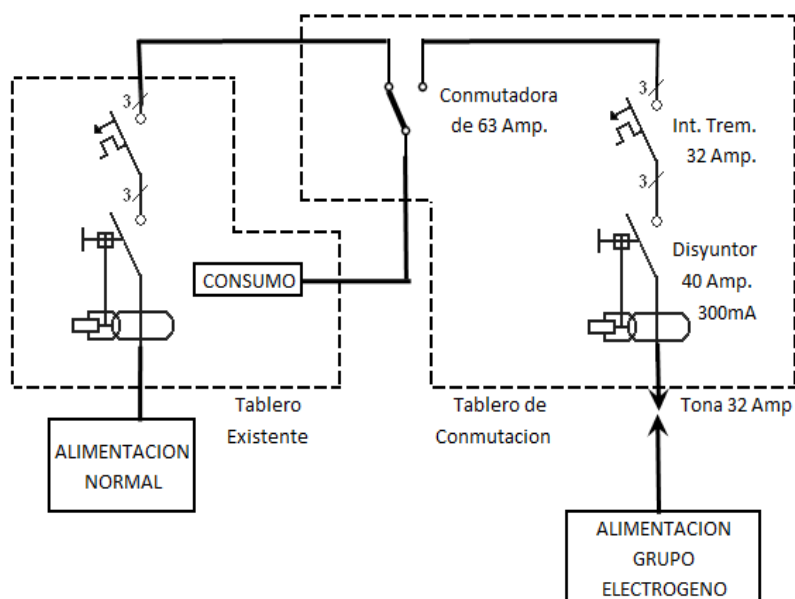 3
3
Conmutadora
de 63 Amp.
3
3
Int. Trem.
32 Amp.
Disyuntor
40 Amp.
300mA
CONSUMO
Tablero
Existente
Tablero de
Conmutacion
Tona 32 Amp
ALIMENTACION
NORMAL
ALIMENTACION
GRUPO
ELECTROGENO